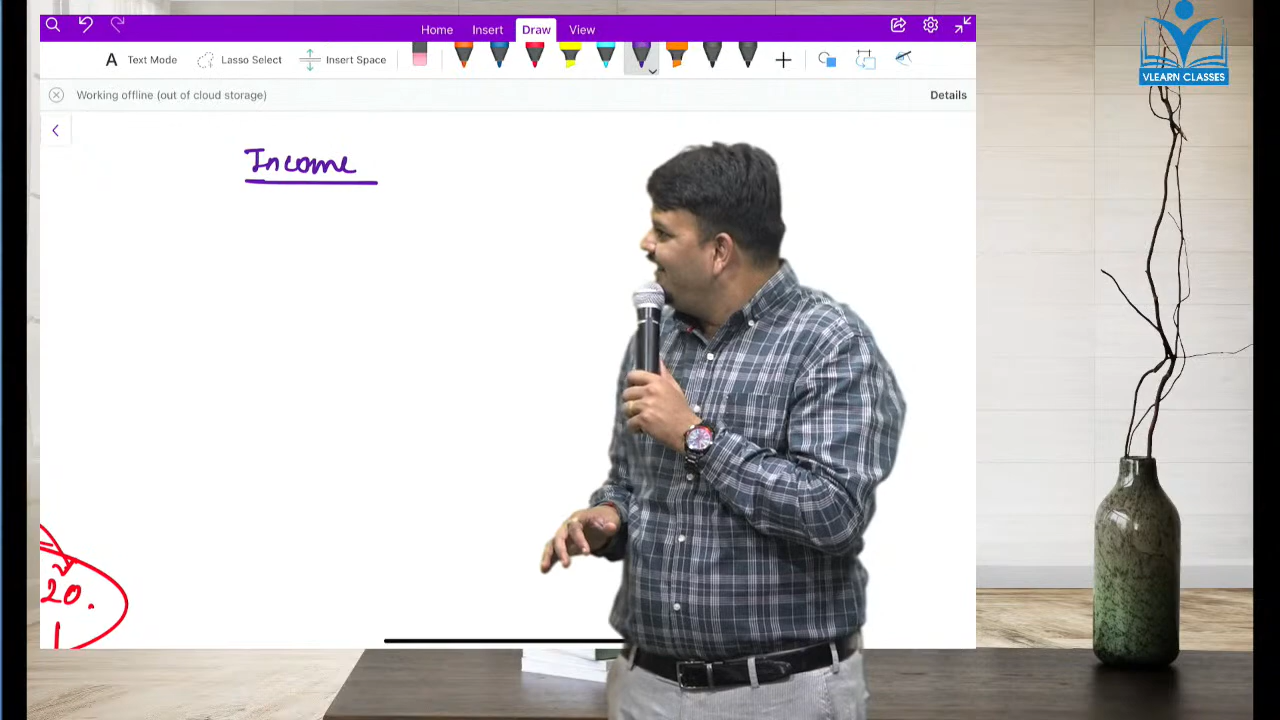 Home Insert Draw View
VLEARN CLASSES
A Text Mode Lasso Select Insert Space
Working offline (out of cloud storage) Details
Income
20.